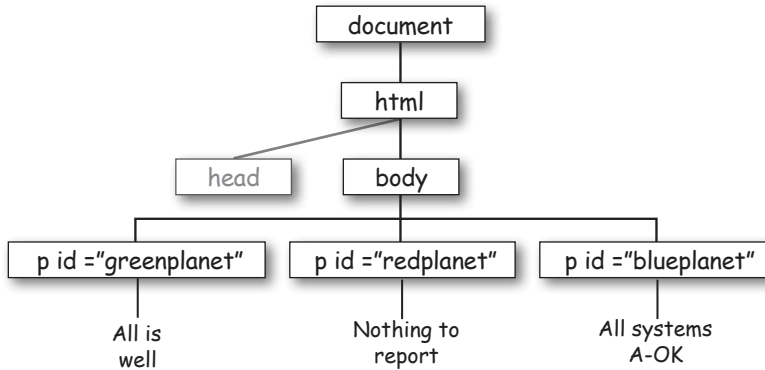 document
html
head
body
p id =”greenplanet”
p id =”redplanet”
p id =”blueplanet”
All is
well
Nothing to
report
All systems
A-OK